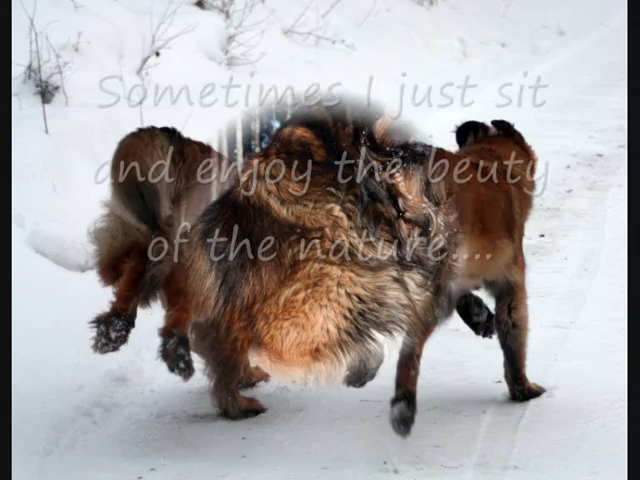 Sometimes I just sit
and enjoy the beuty
of the nature....